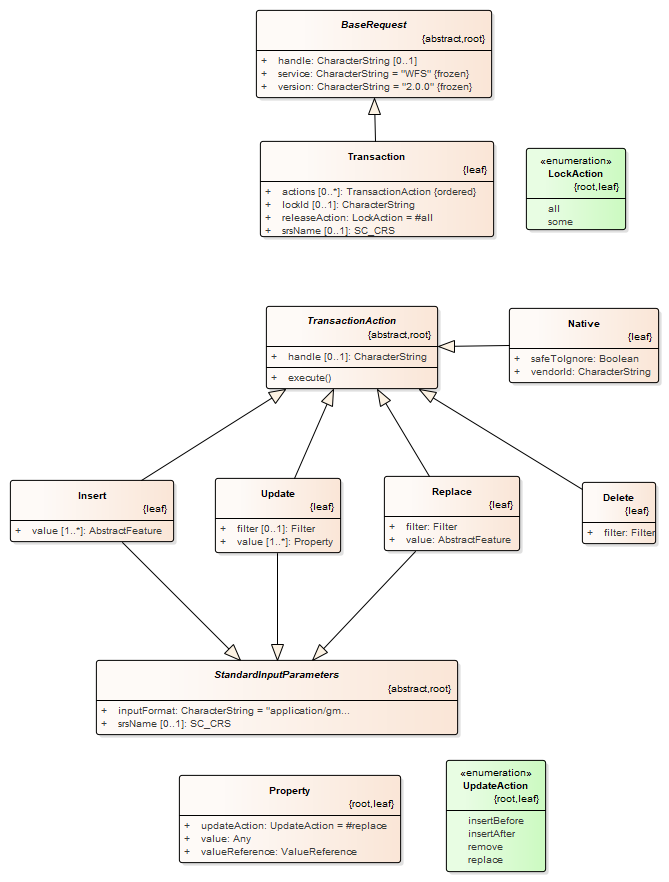 BaseRequest
{abstract,root}
+ handle: CharacterString [0..1]
+ service: CharacterString = "WFS" {frozen}
+ version: CharacterString = "2.0.0" {frozen}
Transaction
{leaf}
+ actions [0..*]: TransactionAction {ordered}
+ lockId [0..1]: CharacterString
+ releaseAction: LockAction = #all
+ srsName [0..1]: SC_CRS
«enumeration»
LockAction
{root,leaf}
all
some
TransactionAction
{abstract,root}
+ handle [0..1]: CharacterString
+ execute()
Native
{leaf}
+ safeToIgnore: Boolean
+ vendorId: CharacterString
Insert
{leaf}
+ value [1..*]: AbstractFeature
Update
{leaf}
+ filter [0..1]: Filter
+ value [1..*]: Property
Replace
{leaf}
+ filter: Filter
+ value: AbstractFeature
Delete
{leaf}
+ filter: Filter
StandardInputParameters
{abstract,root}
+ inputFormat: CharacterString = "application/gm...
+ srsName [0..1]: SC_CRS
Property
{root,leaf}
+ updateAction: UpdateAction = #replace
+ value: Any
+ valueReference: ValueReference
«enumeration»
UpdateAction
{root,leaf}
insertBefore
insertAfter
remove
replace